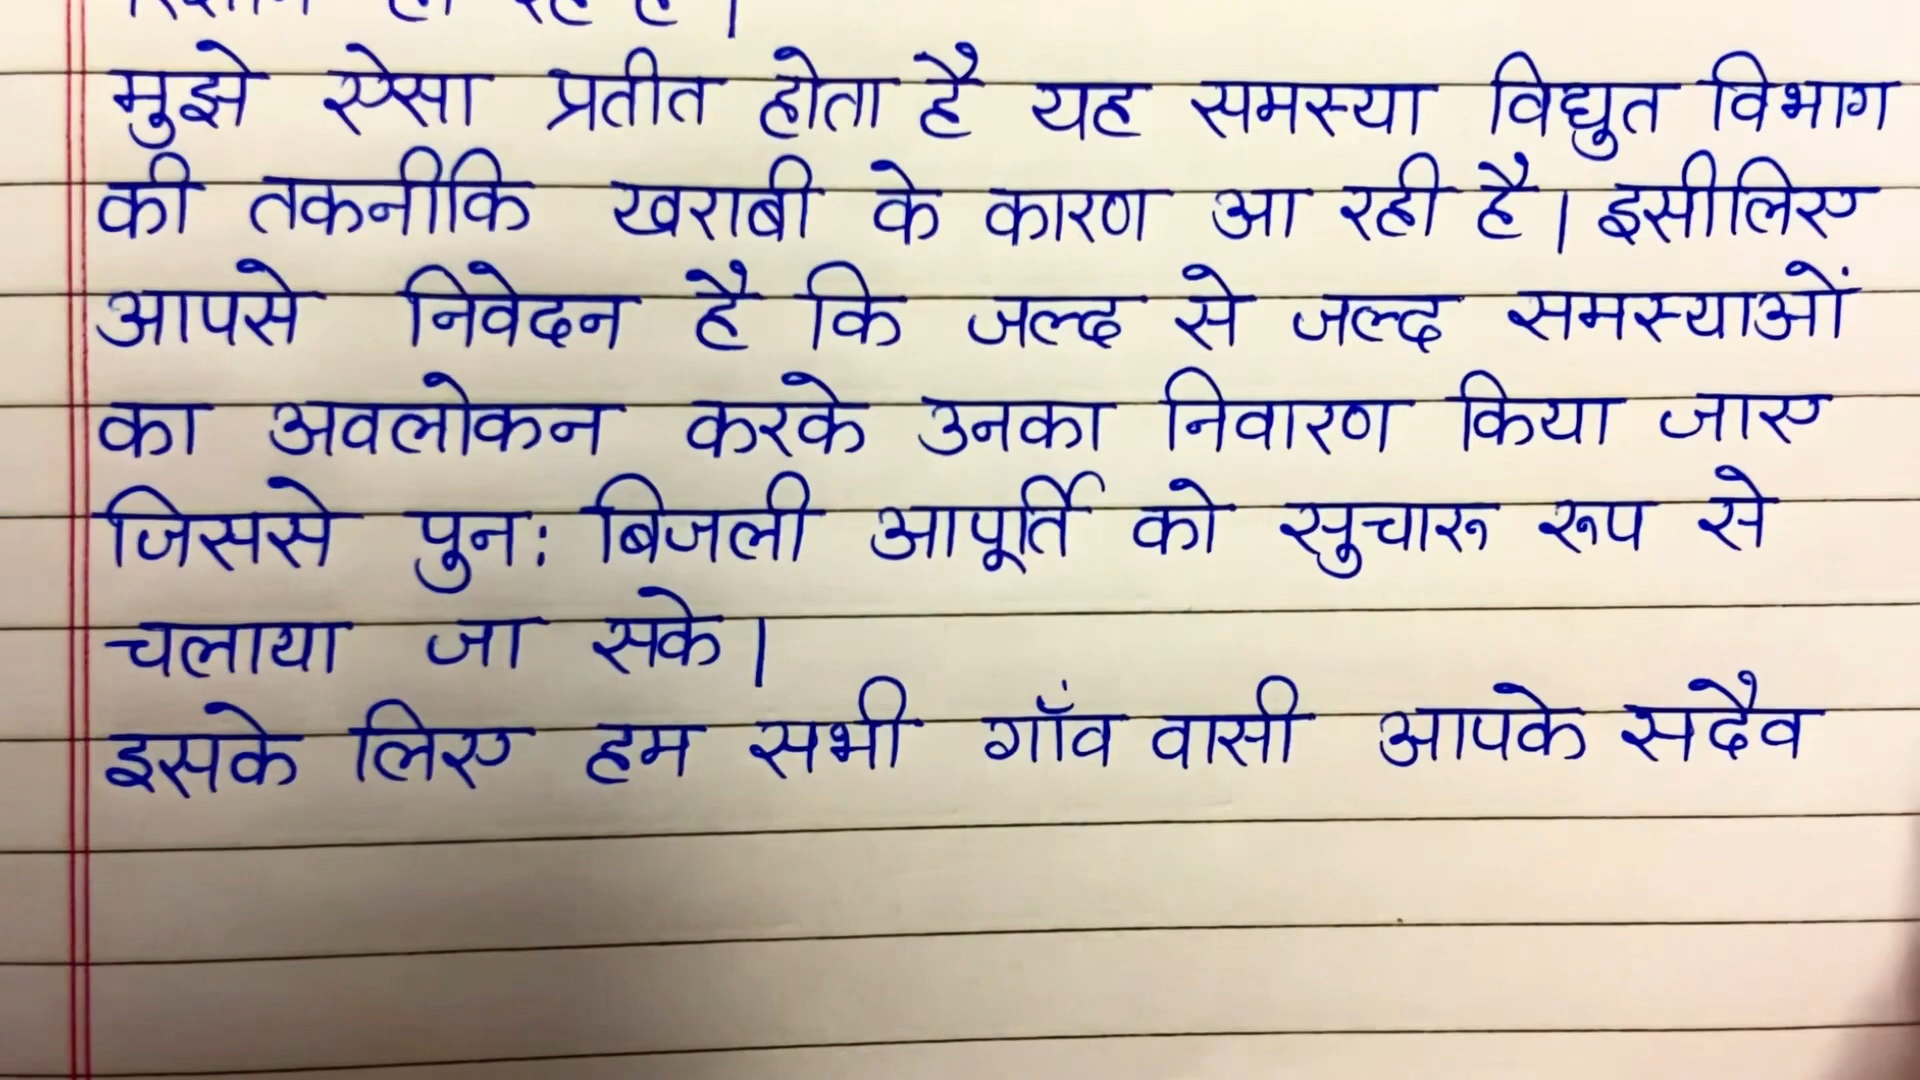 हो रहे हैं।
मुझे ऐसा प्रतीत होता है यह समस्या विद्युत विभाग
की तकनीकि खराबी के कारण आ रही है। इसीलिए
आपसे निवेदन है कि जल्द से जल्द समस्याओं
का अवलोकन करके उनका निवारण किया जाए
जिससे पुन: बिजली आपूर्ति को सुचारू रूप से
चलाया जा सके।
इसके लिए हम सभी गाँव वासी आपके सदैव